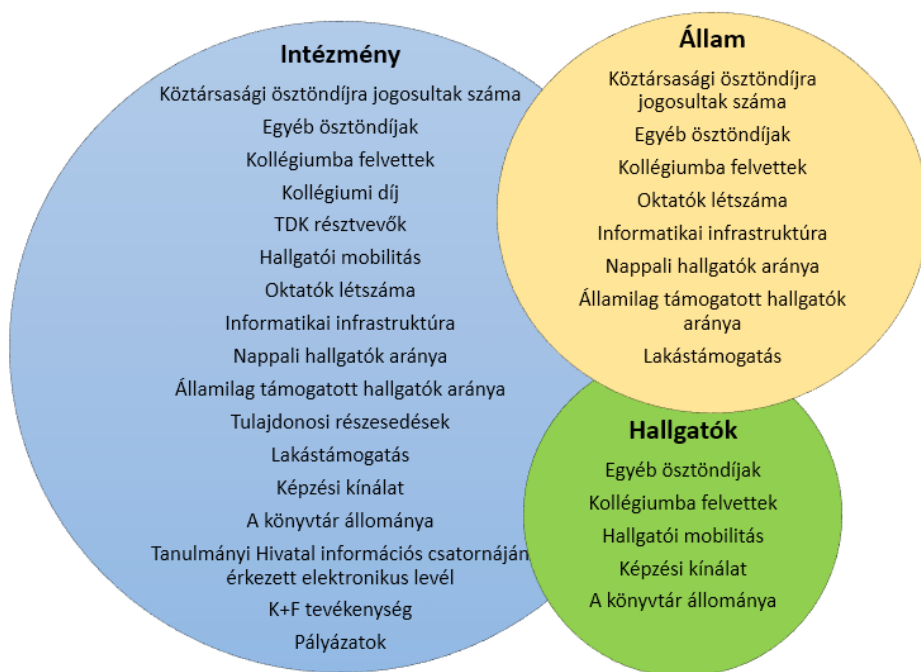 Intézmény
Köztársasági ösztöndíjra jogosultak száma
Egyéb ösztöndíjak
Kollégiumba felvettek
Kollégiumi díj
TDK résztvevők
Hallgatói mobilitás
Oktatók létszáma
Informatikai infrastruktúra
Nappali hallgatók aránya
Államilag támogatott hallgatók aránya
Tulajdonosi részesedések
Lakástámogatás
Képzési kínálat
A könyvtár állománya
Tanulmányi Hivatal információs csatornáján
érkezett elektronikus levél
K+F tevékenység
Pályázatok
Állam
Köztársasági ösztöndíjra
jogosultak száma
Egyéb ösztöndíjak
Kollégiumba felvettek
Oktatók létszáma
Informatikai infrastruktúra
Nappali hallgatók aránya
Államilag támogatott hallgatók
aránya
Lakástámogatás
Hallgatók
Egyéb ösztöndíjak
Kollégiumba felvettek
Hallgatói mobilitás
Képzési kínálat
A könyvtár állománya